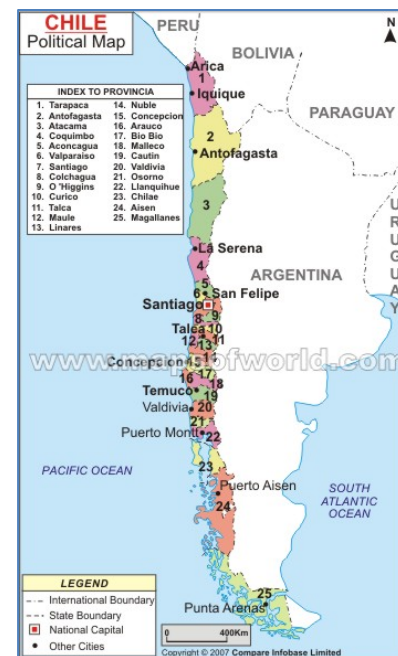 CHILE
Political Map
N
PERU
BOLIVIA
PARAGUAY
URUGUAY
ARGENTINA
INDEX TO PROVINCIA
1. Tarapaca 14. Nuble
2. Antofagasta 15. Concepcion
3. Atacama 16. Arauco
4. Coquimbo 17. Bio Bio
5. Aconcagua 18. Malleco
6. Valparaiso 19. Cautin
7. Santiago 20. Valdivia
8. Colchagua 21. Osorno
9. O 'Higgins 22. Llanquihue
10. Curico 23. Chilae
11. Talca 24. Aisen
12. Maule 25. Magallanes
13. Linares
Arica
1
Iquique
2
Antofagasta
3
La Serena
4
5
6 San Felipe
Santiago
8 9
Talca 10
12 11
13
www.mapsofworld.com
Concepcion 15
17
16 18
Temuco 19
Valdivia 20
21
Puerto Montt
22
23
PACIFIC OCEAN
Puerto Aisen
24
SOUTH
ATLANTIC
OCEAN
25
Punta Arenas
LEGEND
International Boundary
State Boundary
National Capital
Other Cities
0 400Km
Copyright © 2007 Compare Infobase Limited